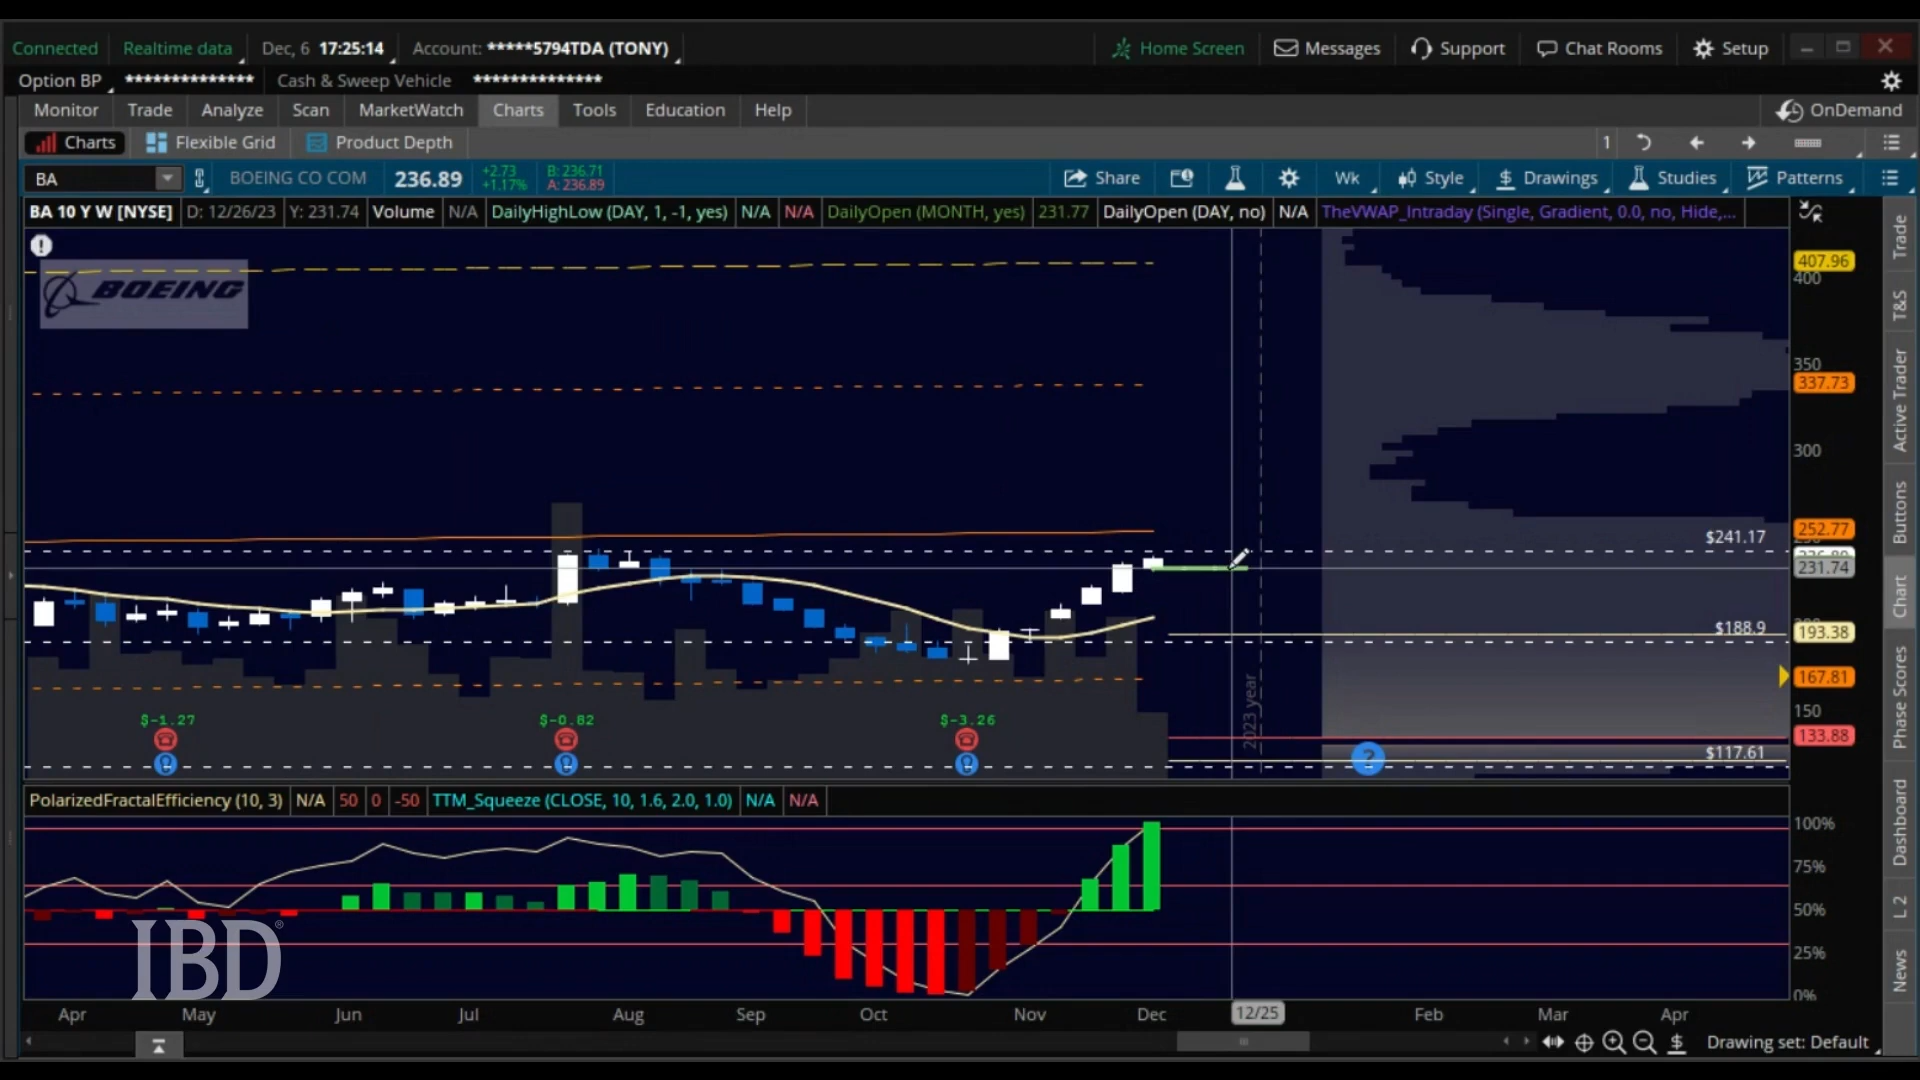 Connected Realtime data Dec, 6 17:25:14 Account: *****5794TDA (TONY) Home Screen Messages Support Chat Rooms Setup
Option BP ************** Cash & Sweep Vehicle **************
Monitor Trade Analyze Scan MarketWatch Charts Tools Education Help OnDemand
Charts Flexible Grid Product Depth 1
BA BOEING CO COM 236.89 +2.73 +1.17% B: 236.71 A: 236.89 Share Wk Style Drawings Studies Patterns
BA 10 Y W [NYSE] D: 12/26/23 Y: 231.74 Volume N/A DailyHighLow (DAY, 1, -1, yes) N/A N/A DailyOpen (MONTH, yes) 231.77 DailyOpen (DAY, no) N/A TheVWAP_Intraday (Single, Gradient, 0.0, no, Hide,...
BOEING
407.96
400
350
337.73
300
252.77
$241.17
231.74
$188.9
193.38
167.81
150
133.88
$117.61
2023 year
$-1.27 $-0.82 $-3.26
PolarizedFractalEfficiency (10, 3) N/A 50 0 -50 TTM_Squeeze (CLOSE, 10, 1.6, 2.0, 1.0) N/A N/A
100%
75%
50%
25%
0%
IBD®
Apr May Jun Jul Aug Sep Oct Nov Dec 12/25 Feb Mar Apr
Drawing set: Default
Trade
T&S
Active Trader
Buttons
Chart
Phase Scores
Dashboard
L 2
News